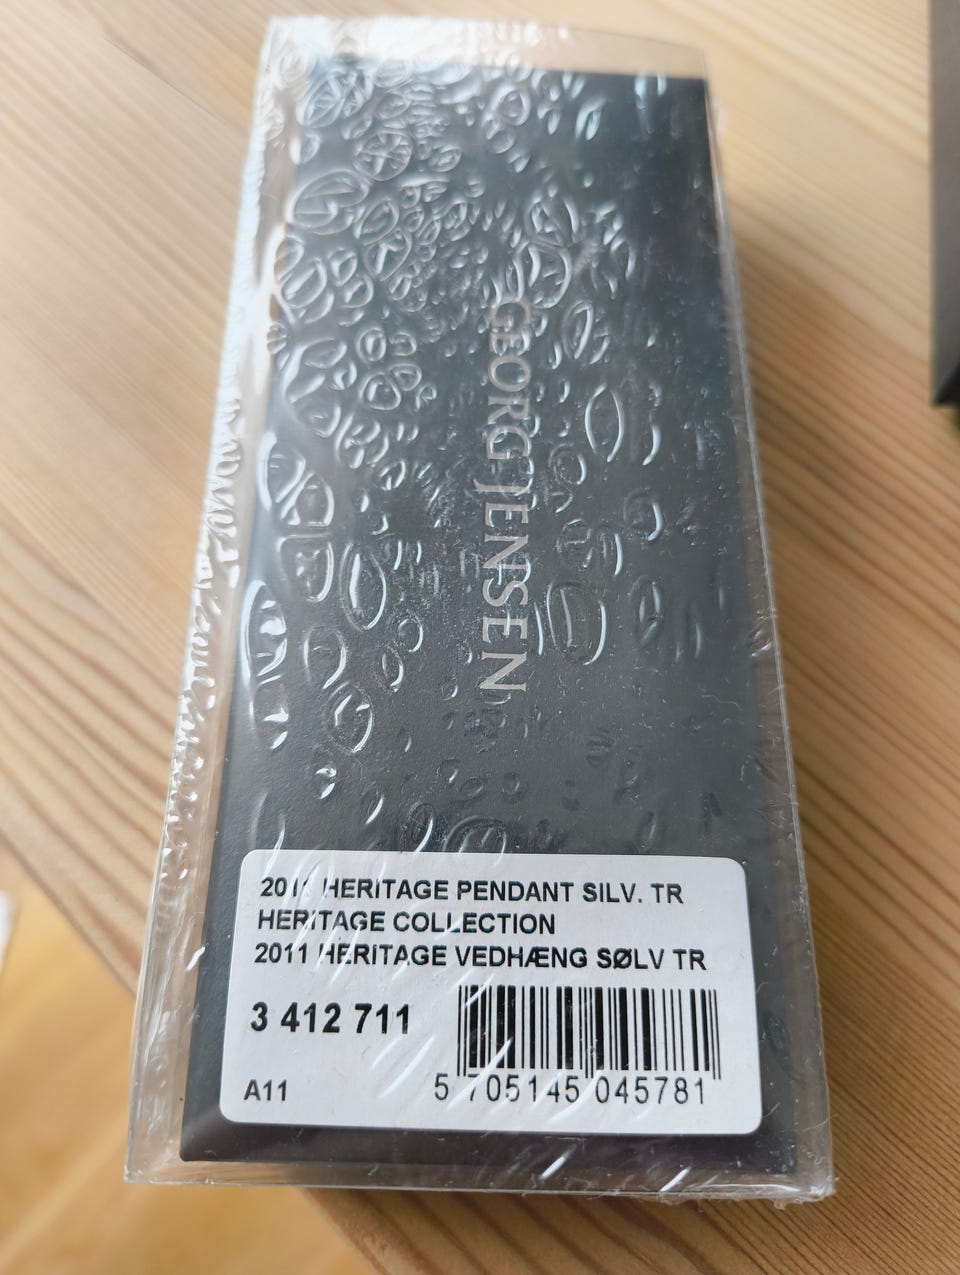 GEORG JENSEN
2011 HERITAGE PENDANT SILV. TR
HERITAGE COLLECTION
2011 HERITAGE VEDHÆNG SØLV TR
3 412 711
A11
5 705145 045781